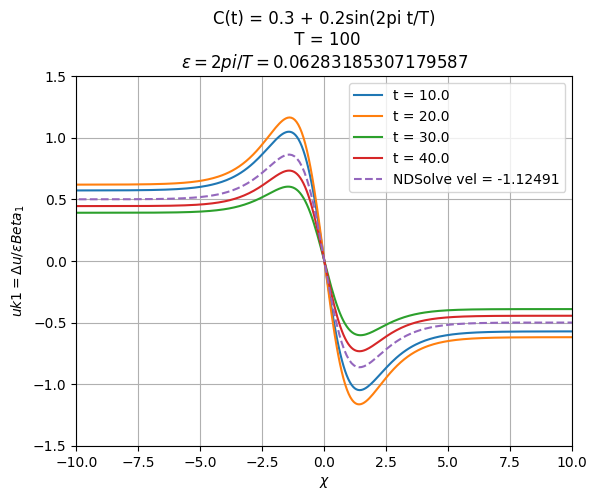 C(t) = 0.3 + 0.2sin(2pi t/T)
T = 100
ε = 2pi/T = 0.06283185307179587
t = 10.0
t = 20.0
t = 30.0
t = 40.0
NDSolve vel = -1.12491
uk1 = Δu/εBeta₁
1.5
1.0
0.5
0.0
−0.5
−1.0
−1.5
−10.0 −7.5 −5.0 −2.5 0.0 2.5 5.0 7.5 10.0
χ